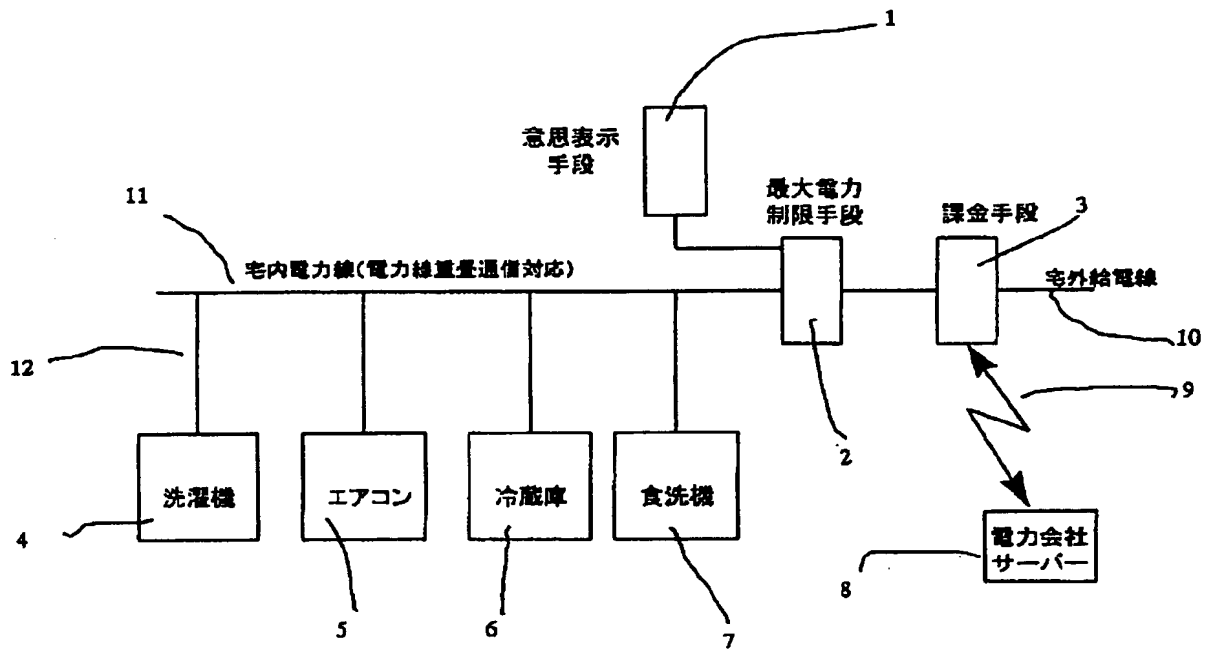 1
意思表示
手段
最大電力
制限手段
課金手段
3
11
宅内電力線(電力線重畳通信対応)
宅外給電線
10
12
9
2
洗濯機
エアコン
冷蔵庫
食洗機
4
5
6
7
電力会社
サーバー
8